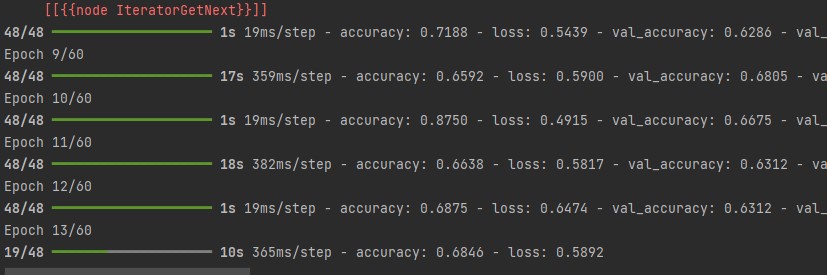 [[{{node IteratorGetNext}}]]
48/48 1s 19ms/step - accuracy: 0.7188 - loss: 0.5439 - val_accuracy: 0.6286 - val_
Epoch 9/60
48/48 17s 359ms/step - accuracy: 0.6592 - loss: 0.5900 - val_accuracy: 0.6805 - va
Epoch 10/60
48/48 1s 19ms/step - accuracy: 0.8750 - loss: 0.4915 - val_accuracy: 0.6675 - val_
Epoch 11/60
48/48 18s 382ms/step - accuracy: 0.6638 - loss: 0.5817 - val_accuracy: 0.6312 - va
Epoch 12/60
48/48 1s 19ms/step - accuracy: 0.6875 - loss: 0.6474 - val_accuracy: 0.6312 - val_
Epoch 13/60
19/48 10s 365ms/step - accuracy: 0.6846 - loss: 0.5892